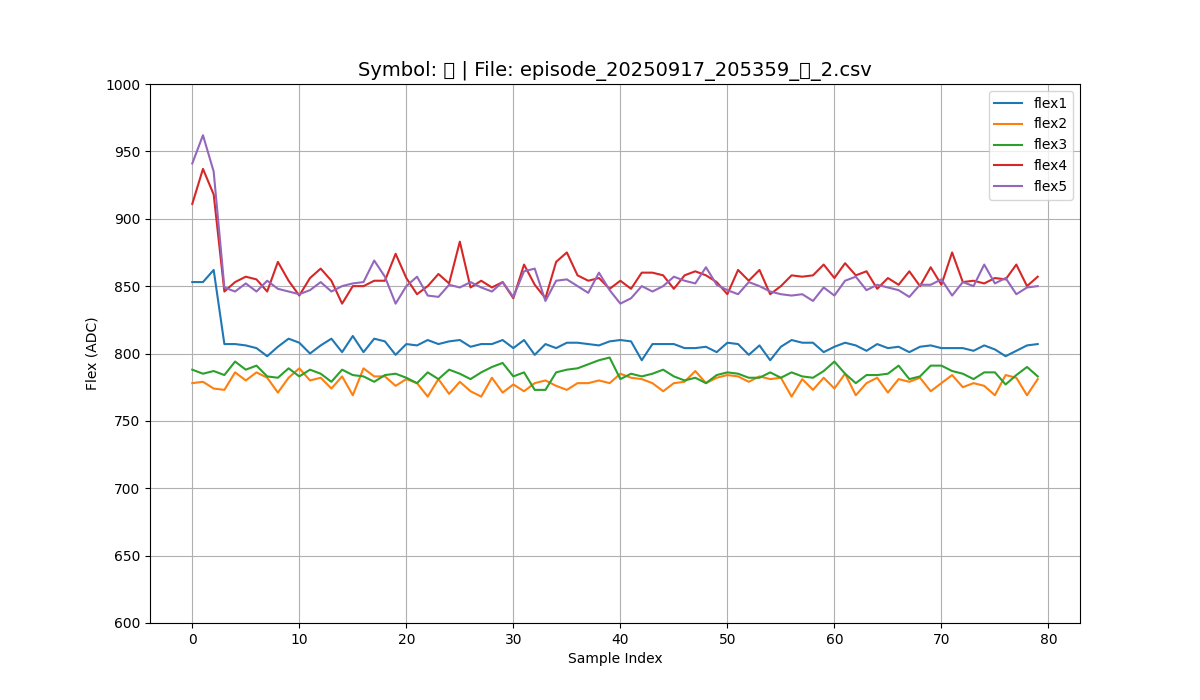 Symbol: | File: episode_20250917_205359_ _2.csv
1000
950
900
850
800
750
700
650
600
Flex (ADC)
0 10 20 30 40 50 60 70 80
Sample Index
flex1
flex2
flex3
flex4
flex5